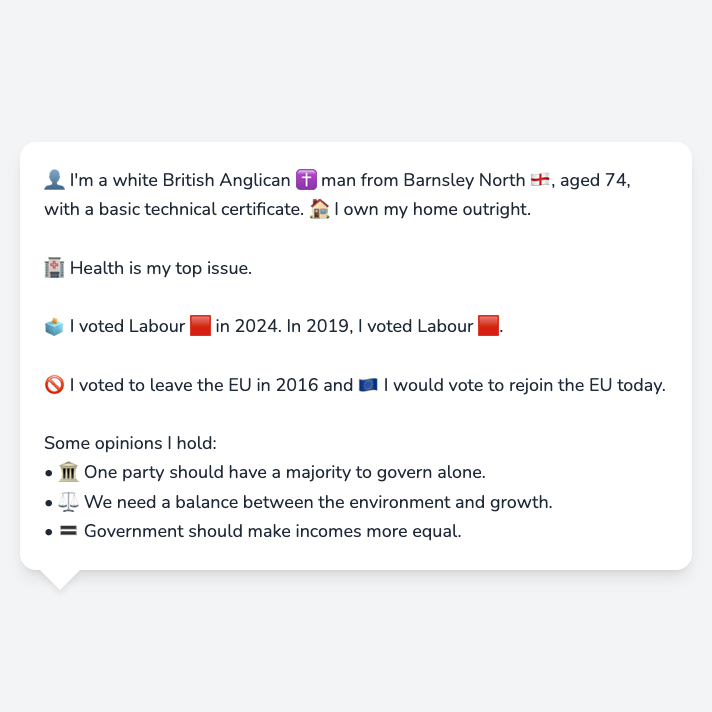 👤 I'm a white British Anglican ✝️ man from Barnsley North 🏴󠁧󠁢󠁥󠁮󠁧󠁿, aged 74,
with a basic technical certificate. 🏠 I own my home outright.
🏥 Health is my top issue.
🗳️ I voted Labour 🟥 in 2024. In 2019, I voted Labour 🟥.
🚫 I voted to leave the EU in 2016 and 🇪🇺 I would vote to rejoin the EU today.
Some opinions I hold:
• 🏛️ One party should have a majority to govern alone.
• ⚖️ We need a balance between the environment and growth.
• 🟰 Government should make incomes more equal.